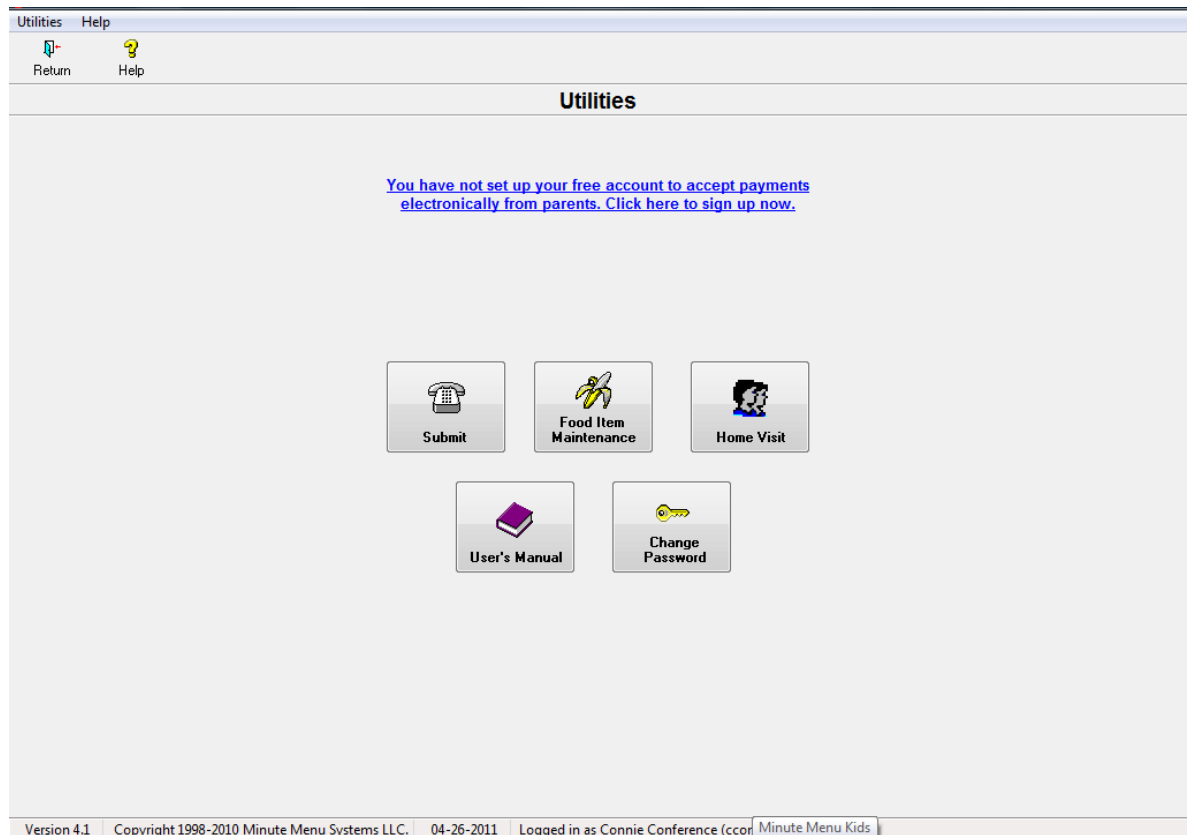 Utilities Help
Return Help
Utilities
You have not set up your free account to accept payments
electronically from parents. Click here to sign up now.
Submit
Food Item
Maintenance
Home Visit
User's Manual
Change
Password
Version 4.1 Copyright 1998-2010 Minute Menu Systems LLC. 04-26-2011 Logged in as Connie Conference Minute Menu Kids